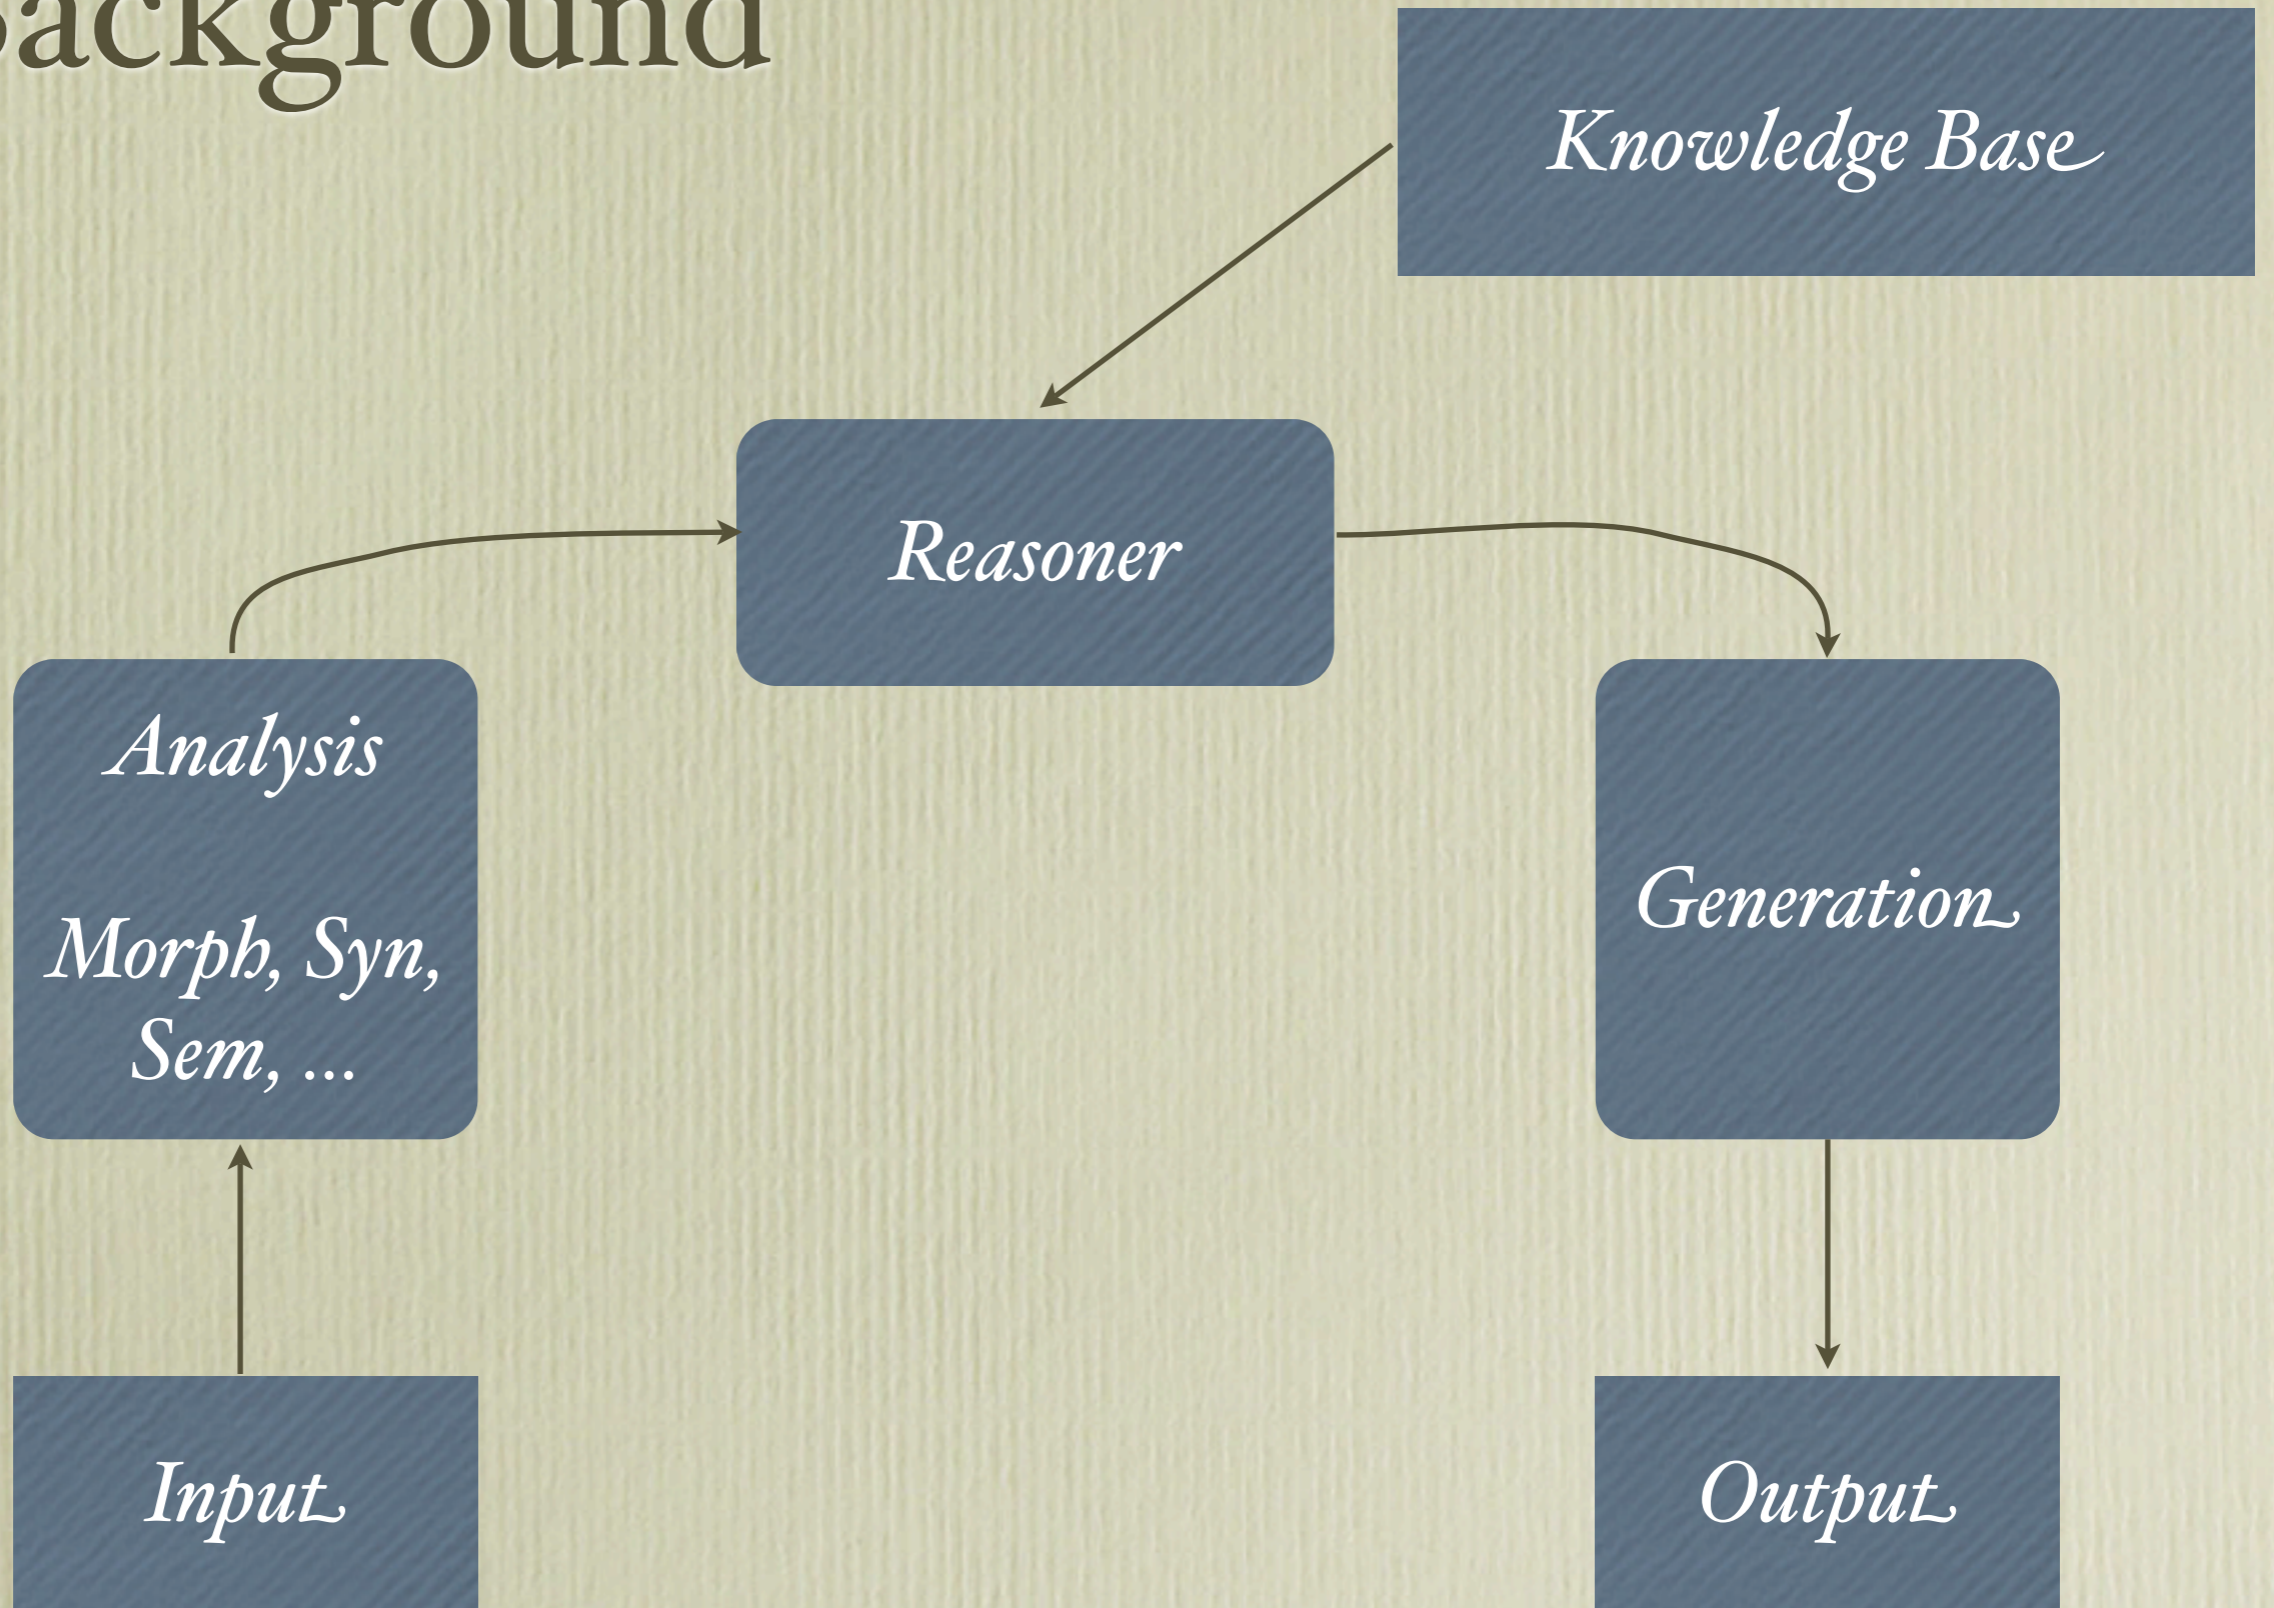 ackground
Knowledge Base
Reasoner
Analysis
Morph, Syn,
Sem, ...
Generation
Input
Output